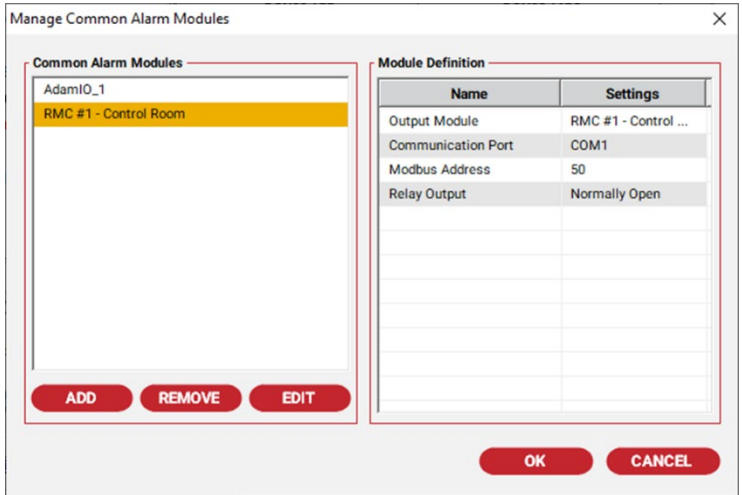 Manage Common Alarm Modules
Common Alarm Modules
AdamIO_1
RMC #1 - Control Room
ADD REMOVE EDIT
Module Definition
Name Settings
Output Module RMC #1 - Control ...
Communication Port COM1
Modbus Address 50
Relay Output Normally Open
OK CANCEL